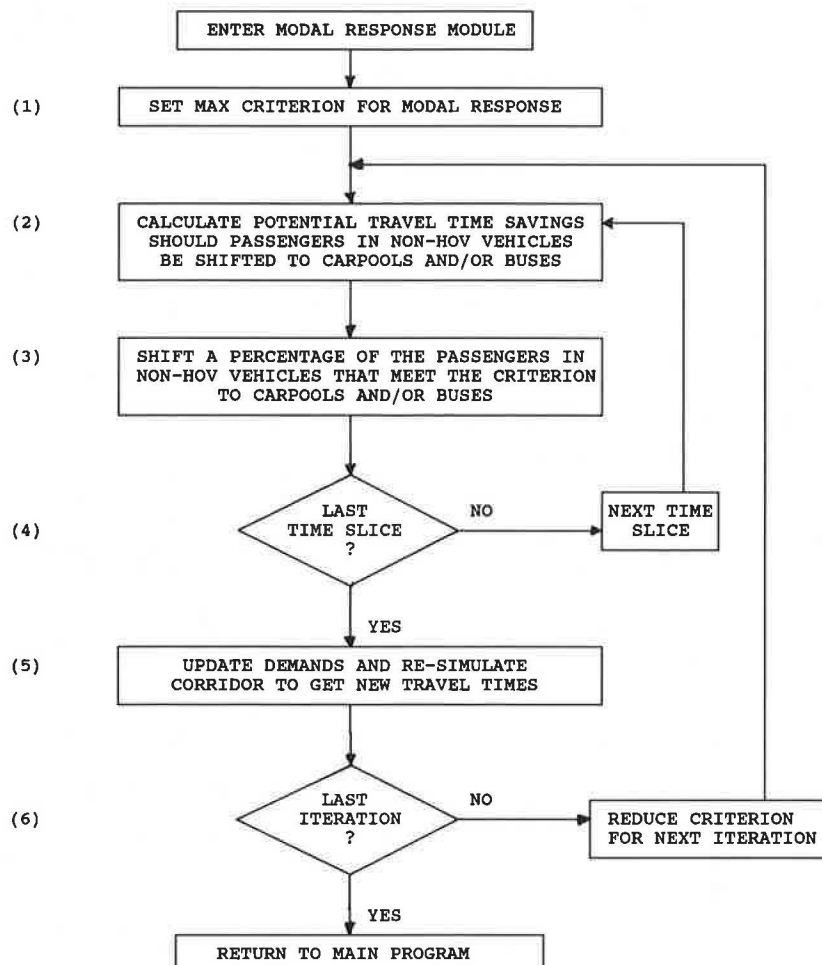 ENTER MODAL RESPONSE MODULE
(1)
SET MAX CRITERION FOR MODAL RESPONSE
(2)
CALCULATE POTENTIAL TRAVEL TIME SAVINGS
SHOULD PASSENGERS IN NON-HOV VEHICLES
BE SHIFTED TO CARPOOLS AND/OR BUSES
(3)
SHIFT A PERCENTAGE OF THE PASSENGERS IN
NON-HOV VEHICLES THAT MEET THE CRITERION
TO CARPOOLS AND/OR BUSES
(4)
LAST
TIME SLICE
?
NO
NEXT TIME
SLICE
YES
(5)
UPDATE DEMANDS AND RE-SIMULATE
CORRIDOR TO GET NEW TRAVEL TIMES
(6)
LAST
ITERATION
?
NO
REDUCE CRITERION
FOR NEXT ITERATION
YES
RETURN TO MAIN PROGRAM